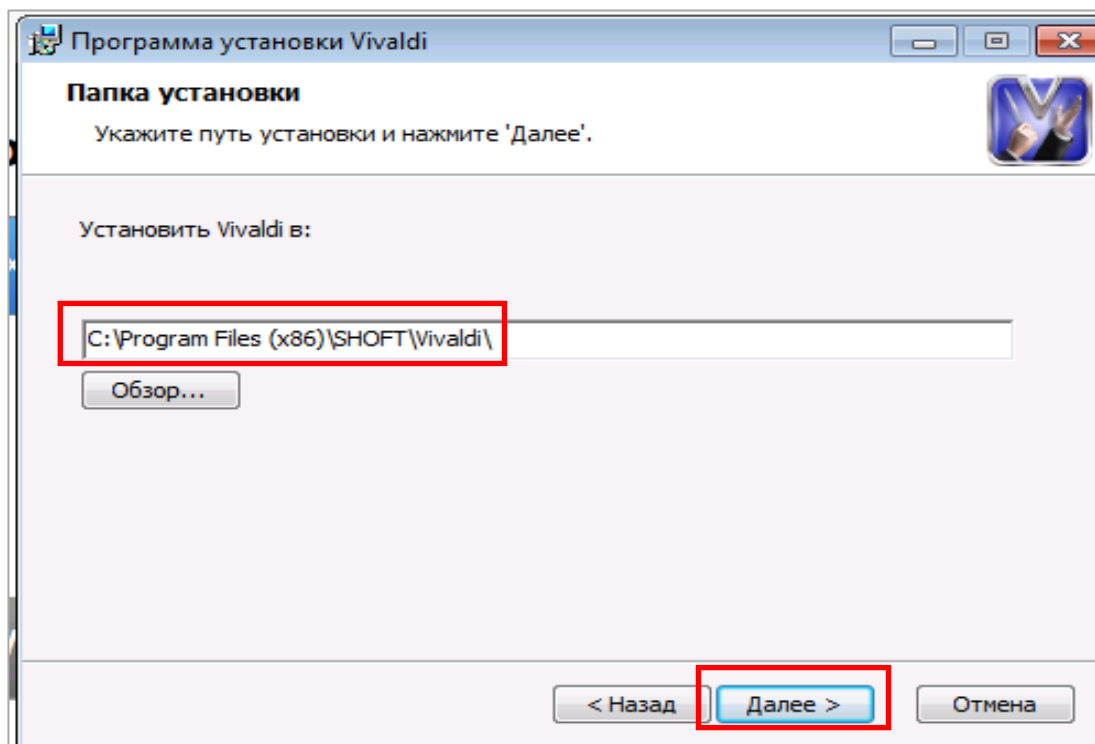 Программа установки Vivaldi
Папка установки
Укажите путь установки и нажмите 'Далее'.
Установить Vivaldi в:
C:\Program Files (x86)\SHOFT\Vivaldi\
Обзор...
< Назад
Далее >
Отмена